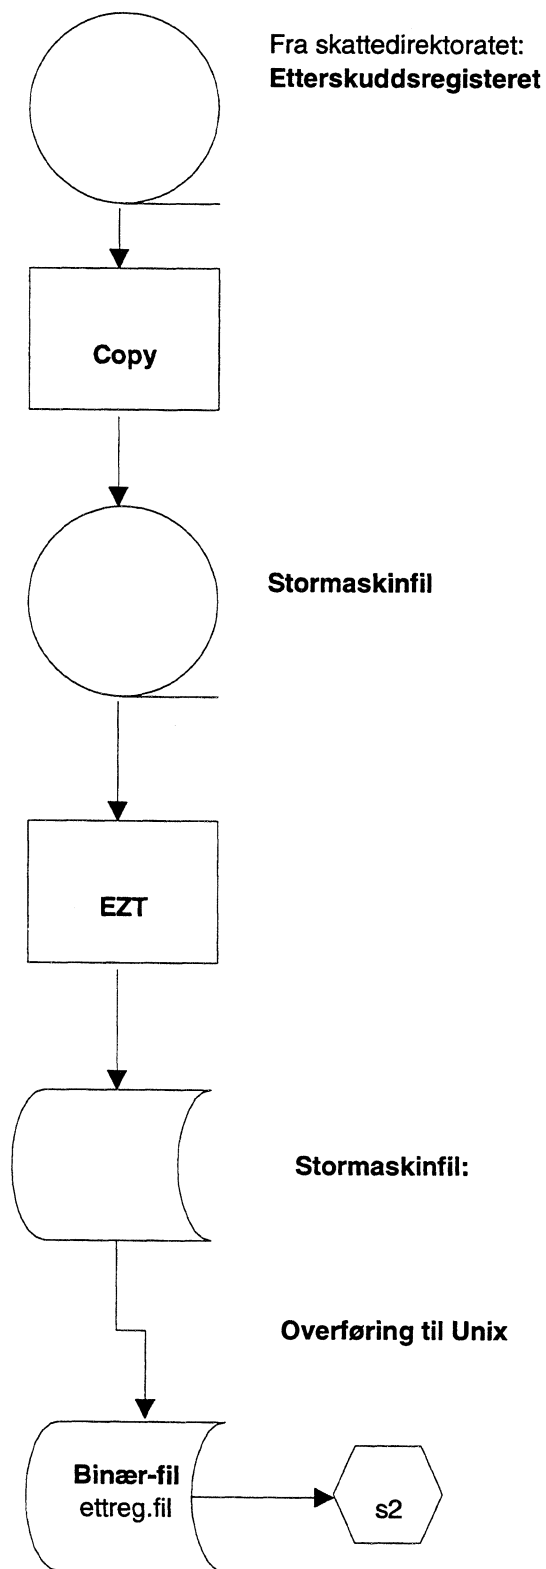 Fra skattedirektoratet:
Etterskuddsregisteret
Copy
Stormaskinfil
EZT
Stormaskinfil:
Overføring til Unix
Binær-fil
ettreg.fil
s2